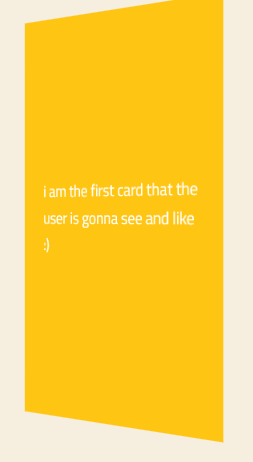 i am the first card that the
user is gonna see and like
:)